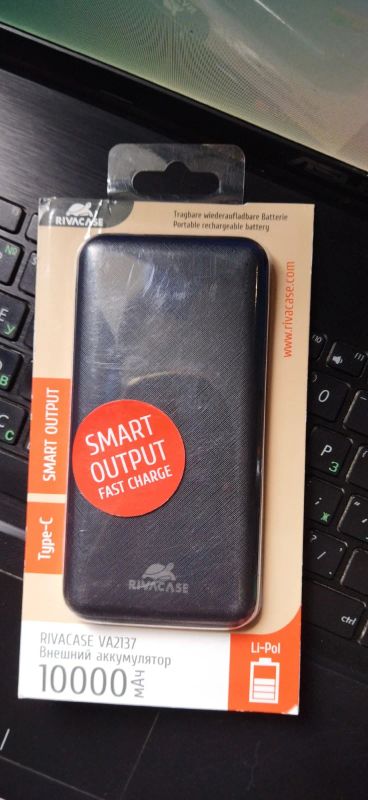 RIVACASE
Tragbare wiederaufladbare Batterie
Portable rechargeable battery
www.rivacase.com
SMART OUTPUT
Type-C
SMART
OUTPUT
FAST CHARGE
RIVACASE
RIVACASE VA2137
Внешний аккумулятор
10000 мАч
Li-Pol
ctrl